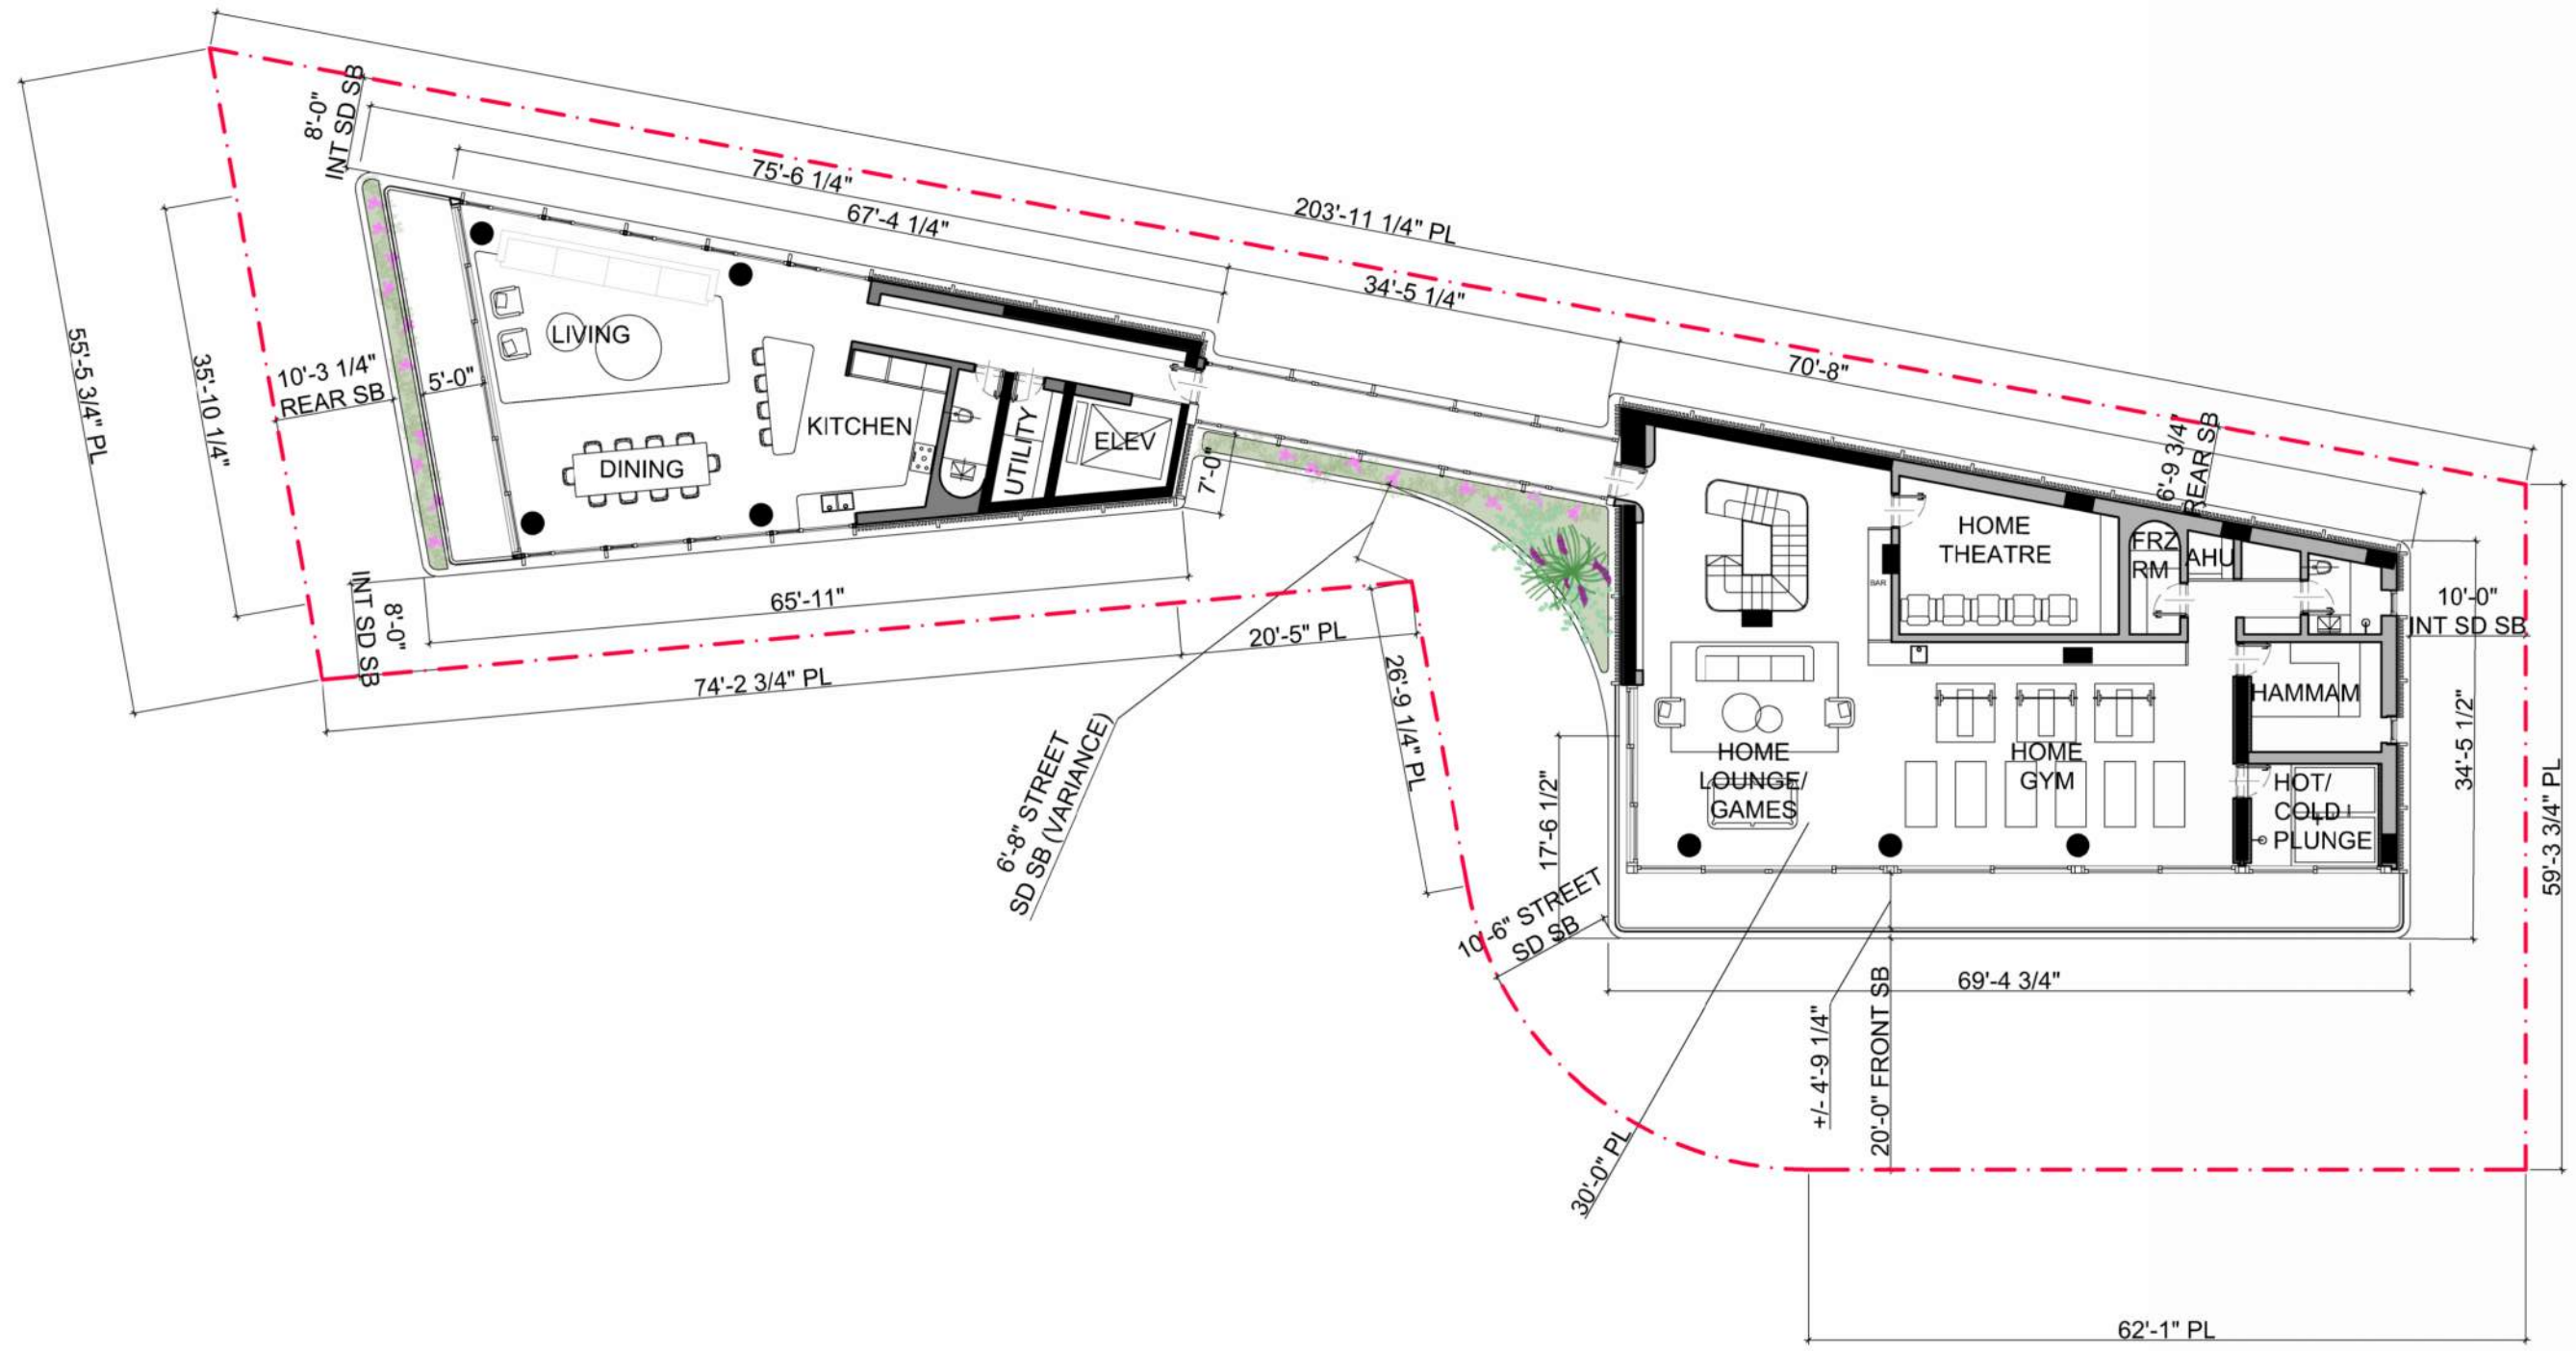 8'-0"
INT SD SB
203'-11 1/4" PL
75'-6 1/4"
67'-4 1/4"
34'-5 1/4"
70'-8"
55'-5 3/4" PL
35'-10 1/4"
10'-3 1/4"
REAR SB
5'-0"
LIVING
DINING
KITCHEN
UTILITY
ELEV
7'-0"
65'-11"
8'-0"
INT SD SB
74'-2 3/4" PL
20'-5" PL
26'-9 1/4" PL
6'-8" STREET
SD SB (VARIANCE)
6'-9 3/4"
REAR SB
HOME
THEATRE
FRZ
RM
AHU
BAR
10'-0"
INT SD SB
HAMMAM
HOME
LOUNGE/
GAMES
HOME
GYM
HOT/
COLD
PLUNGE
34'-5 1/2"
59'-3 3/4" PL
17'-6 1/2"
10'-6" STREET
SD SB
69'-4 3/4"
+/- 4'-9 1/4"
20'-0" FRONT SB
30'-0" PL
62'-1" PL